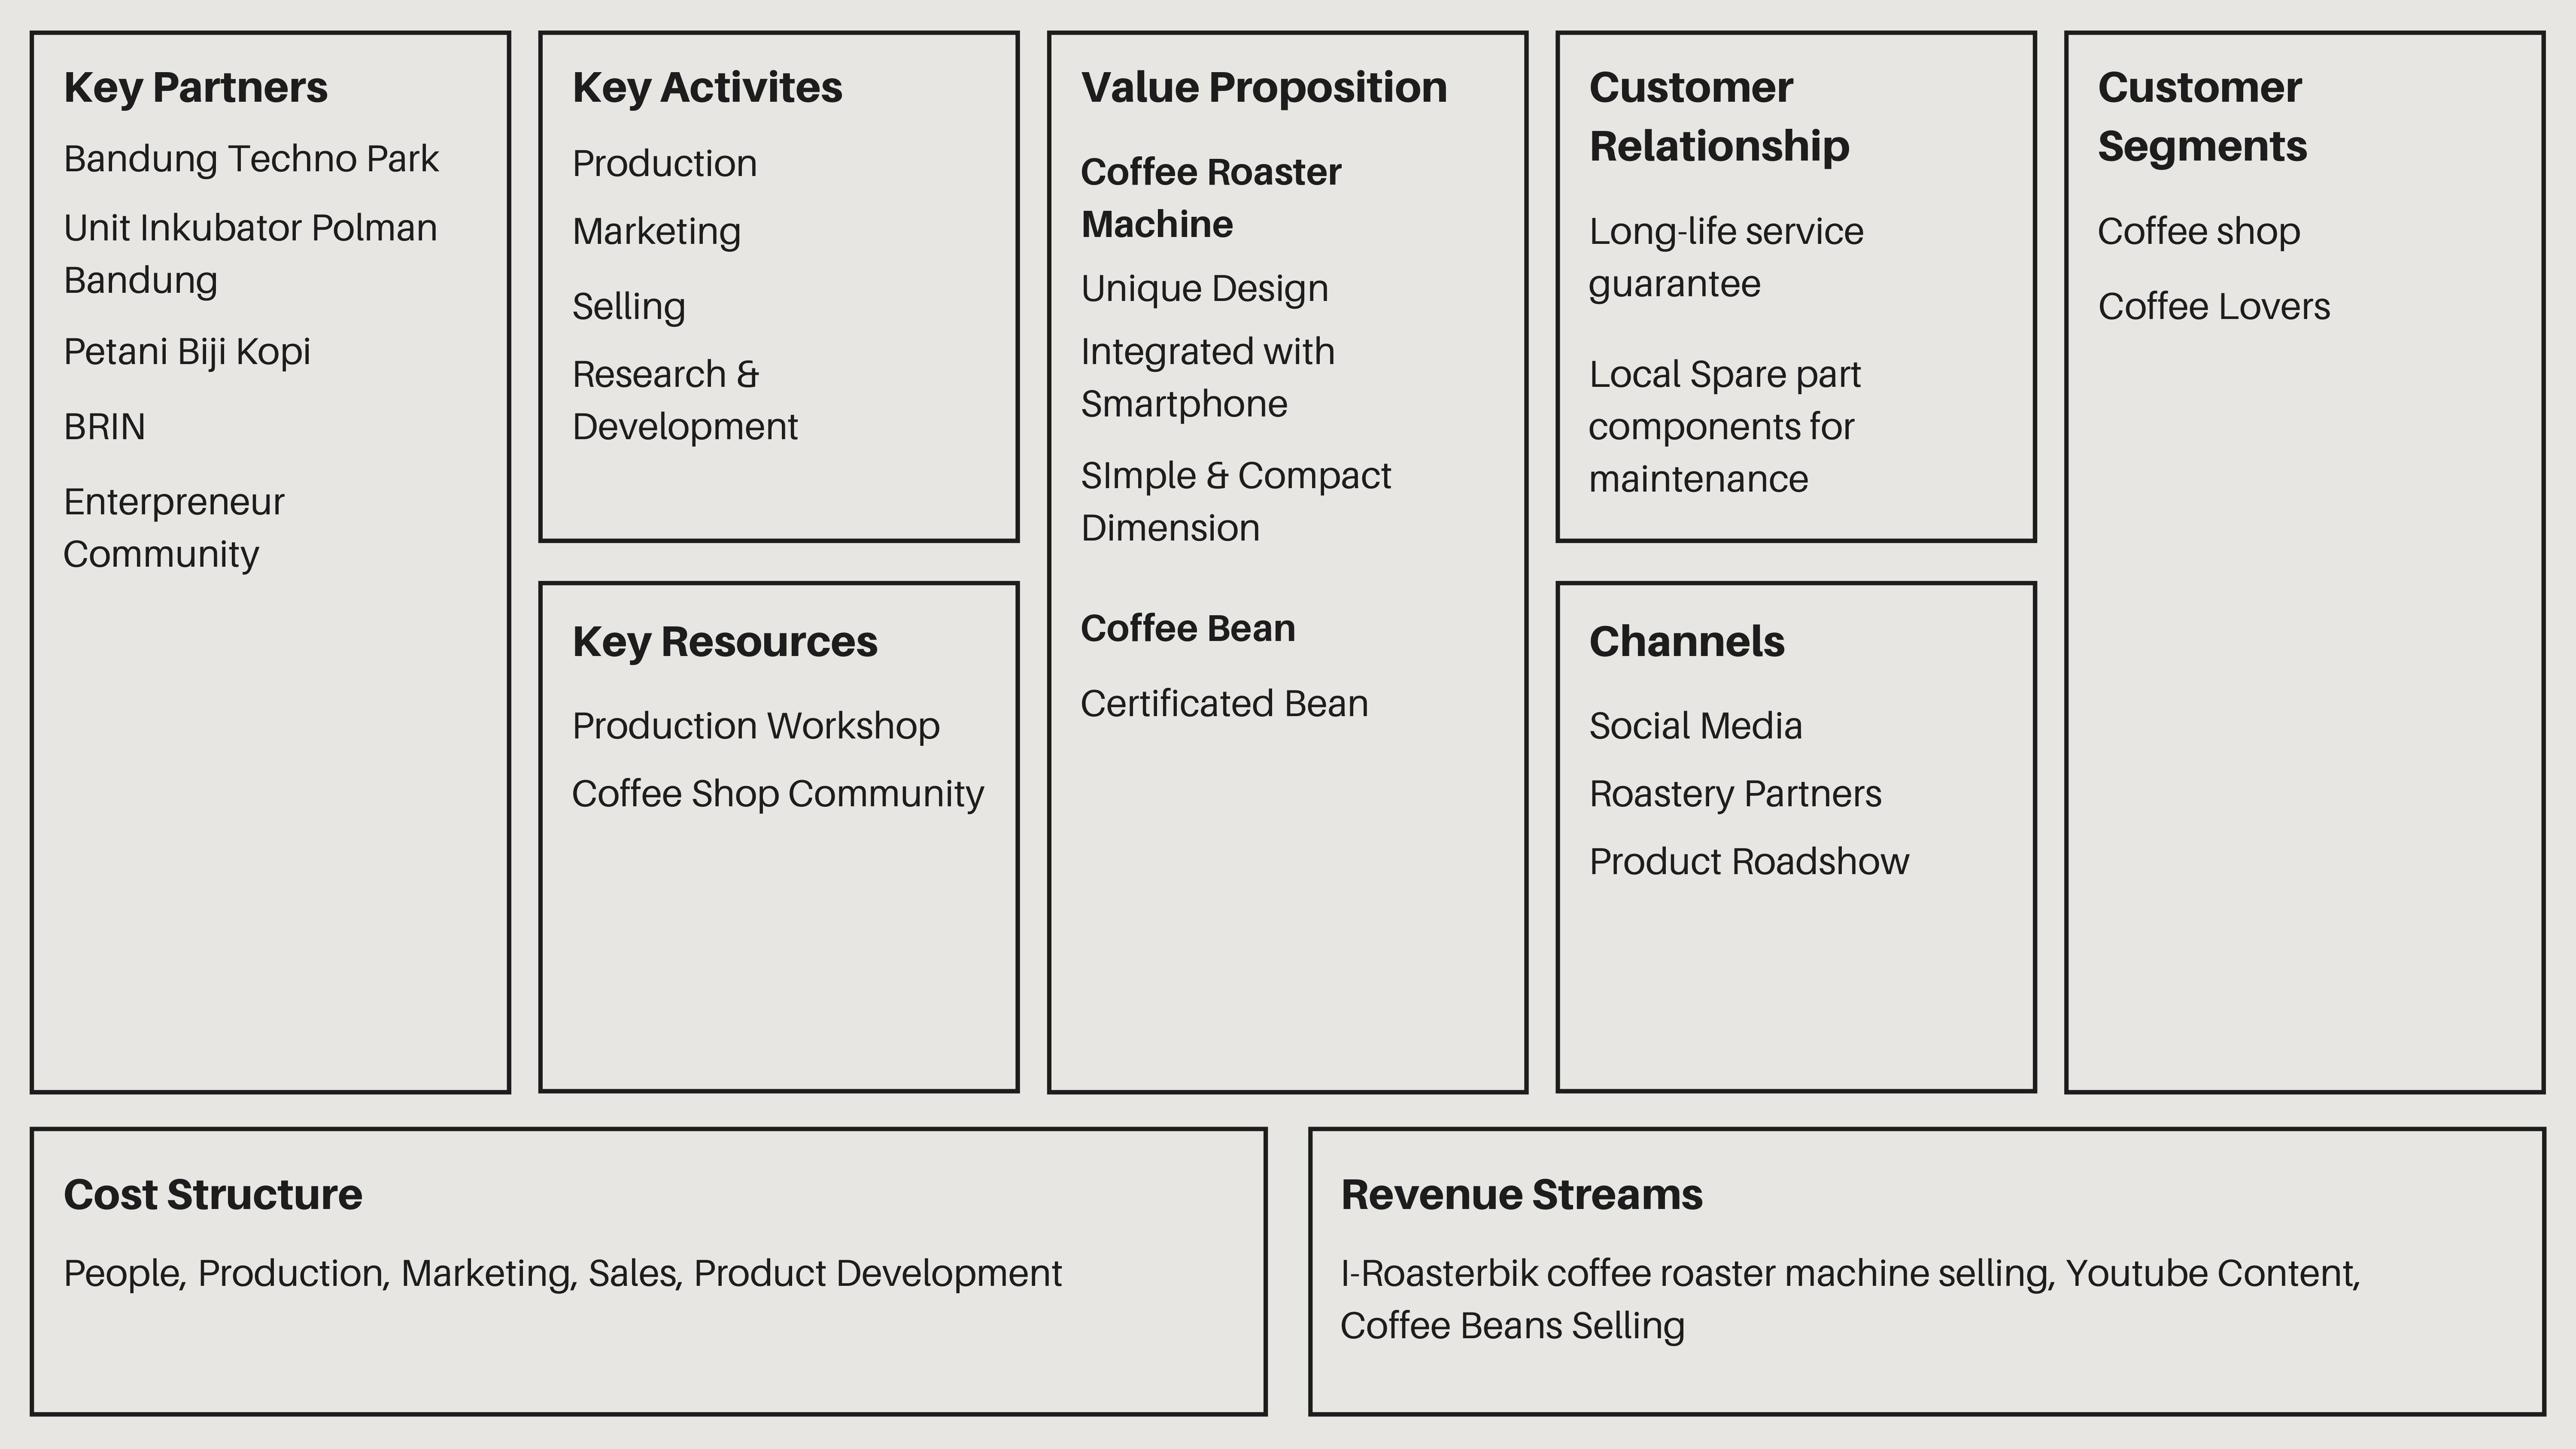 Key Partners
Bandung Techno Park
Unit Inkubator Polman
Bandung
Petani Biji Kopi
BRIN
Enterpreneur
Community
Key Activites
Production
Marketing
Selling
Research &
Development
Key Resources
Production Workshop
Coffee Shop Community
Value Proposition
Coffee Roaster
Machine
Unique Design
Integrated with
Smartphone
SImple & Compact
Dimension
Coffee Bean
Certificated Bean
Customer
Relationship
Long-life service
guarantee
Local Spare part
components for
maintenance
Channels
Social Media
Roastery Partners
Product Roadshow
Customer
Segments
Coffee shop
Coffee Lovers
Cost Structure
People, Production, Marketing, Sales, Product Development
Revenue Streams
I-Roasterbik coffee roaster machine selling, Youtube Content,
Coffee Beans Selling